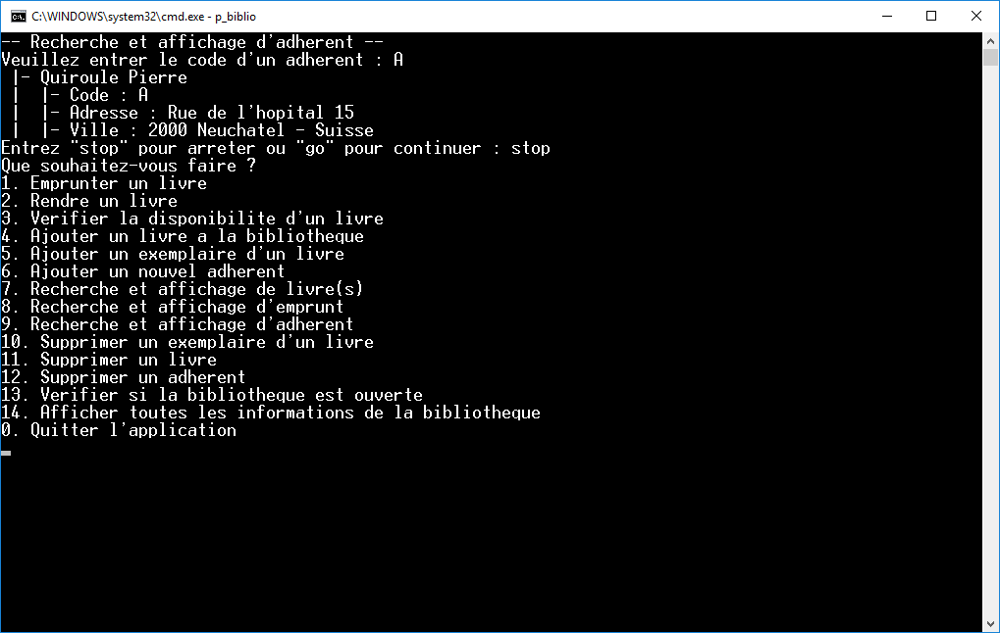 C:\WINDOWS\system32\cmd.exe - p_biblio
-- Recherche et affichage d'adherent --
Veuillez entrer le code d'un adherent : A
 |- Quiroule Pierre
 |  |- Code : A
 |  |- Adresse : Rue de l'hopital 15
 |  |- Ville : 2000 Neuchatel - Suisse
Entrez "stop" pour arreter ou "go" pour continuer : stop
Que souhaitez-vous faire ?
1. Emprunter un livre
2. Rendre un livre
3. Verifier la disponibilite d'un livre
4. Ajouter un livre a la bibliotheque
5. Ajouter un exemplaire d'un livre
6. Ajouter un nouvel adherent
7. Recherche et affichage de livre(s)
8. Recherche et affichage d'emprunt
9. Recherche et affichage d'adherent
10. Supprimer un exemplaire d'un livre
11. Supprimer un livre
12. Supprimer un adherent
13. Verifier si la bibliotheque est ouverte
14. Afficher toutes les informations de la bibliotheque
0. Quitter l'application